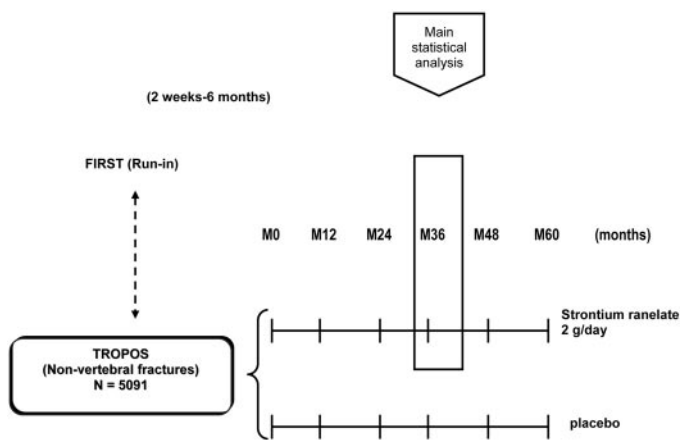 Main
statistical
analysis
(2 weeks-6 months)
FIRST (Run-in)
M0 M12 M24 M36 M48 M60 (months)
Strontium ranelate
2 g/day
TROPOS
(Non-vertebral fractures)
N = 5091
placebo